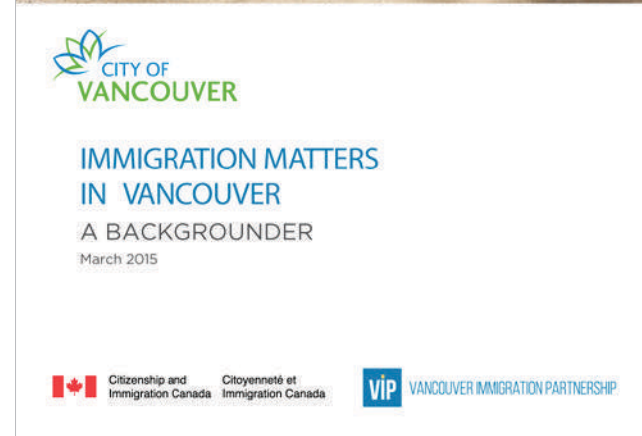 CITY OF
VANCOUVER
IMMIGRATION MATTERS
IN VANCOUVER
A BACKGROUNDER
March 2015
Citizenship and
Immigration Canada
Citoyenneté et
Immigration Canada
VIP
VANCOUVER IMMIGRATION PARTNERSHIP